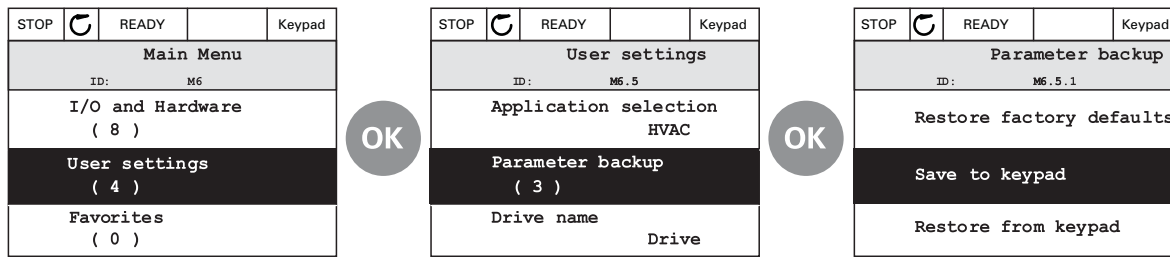 STOP READY Keypad
Main Menu
ID: M6
I/O and Hardware
( 8 )
User settings
( 4 )
Favorites
( 0 )
OK
STOP READY Keypad
User settings
ID: M6.5
Application selection
HVAC
Parameter backup
( 3 )
Drive name
Drive
OK
STOP READY Keypad
Parameter backup
ID: M6.5.1
Restore factory defaults
Save to keypad
Restore from keypad